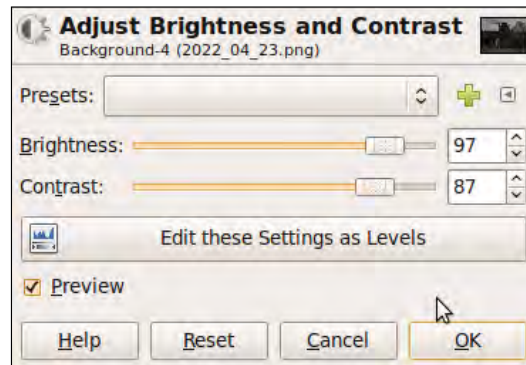 Adjust Brightness and Contrast
Background-4 (2022_04_23.png)
Presets:
Brightness: 97
Contrast: 87
Edit these Settings as Levels
Preview
Help Reset Cancel OK